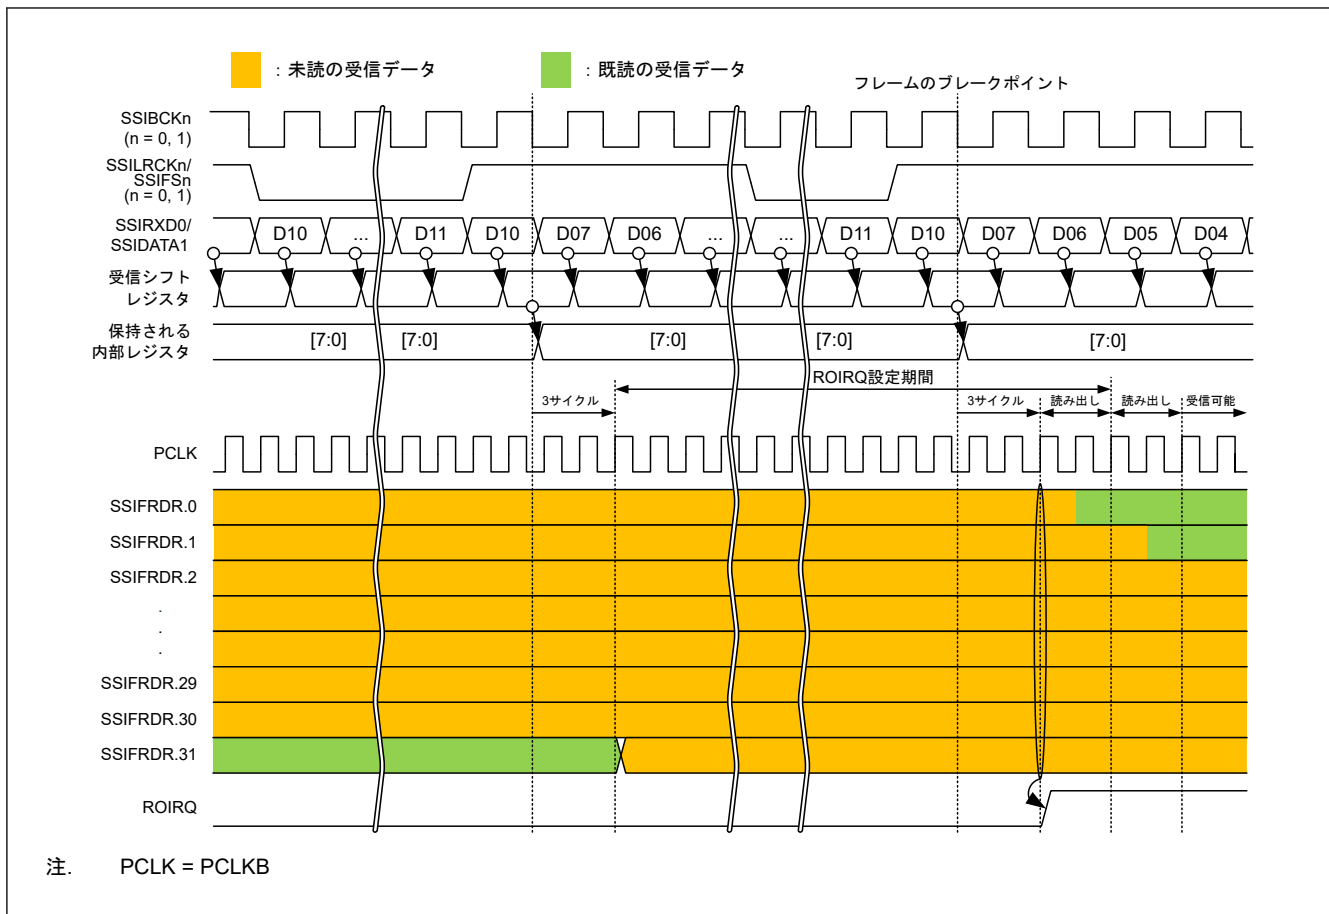 : 未読の受信データ
: 既読の受信データ
フレームのブレークポイント
SSIBCKn
(n = 0, 1)
SSILRCKn/
SSIFSn
(n = 0, 1)
SSIRXD0/
SSIDATA1
D10 ... D11 D10 D07 D06 ... ... D11 D10 D07 D06 D05 D04
受信シフト
レジスタ
保持される
内部レジスタ
[7:0] [7:0] [7:0] [7:0] [7:0]
ROIRQ設定期間
3サイクル 3サイクル 読み出し 読み出し 受信可能
PCLK
SSIFRDR.0
SSIFRDR.1
SSIFRDR.2
.
.
.
SSIFRDR.29
SSIFRDR.30
SSIFRDR.31
ROIRQ
注. PCLK = PCLKB